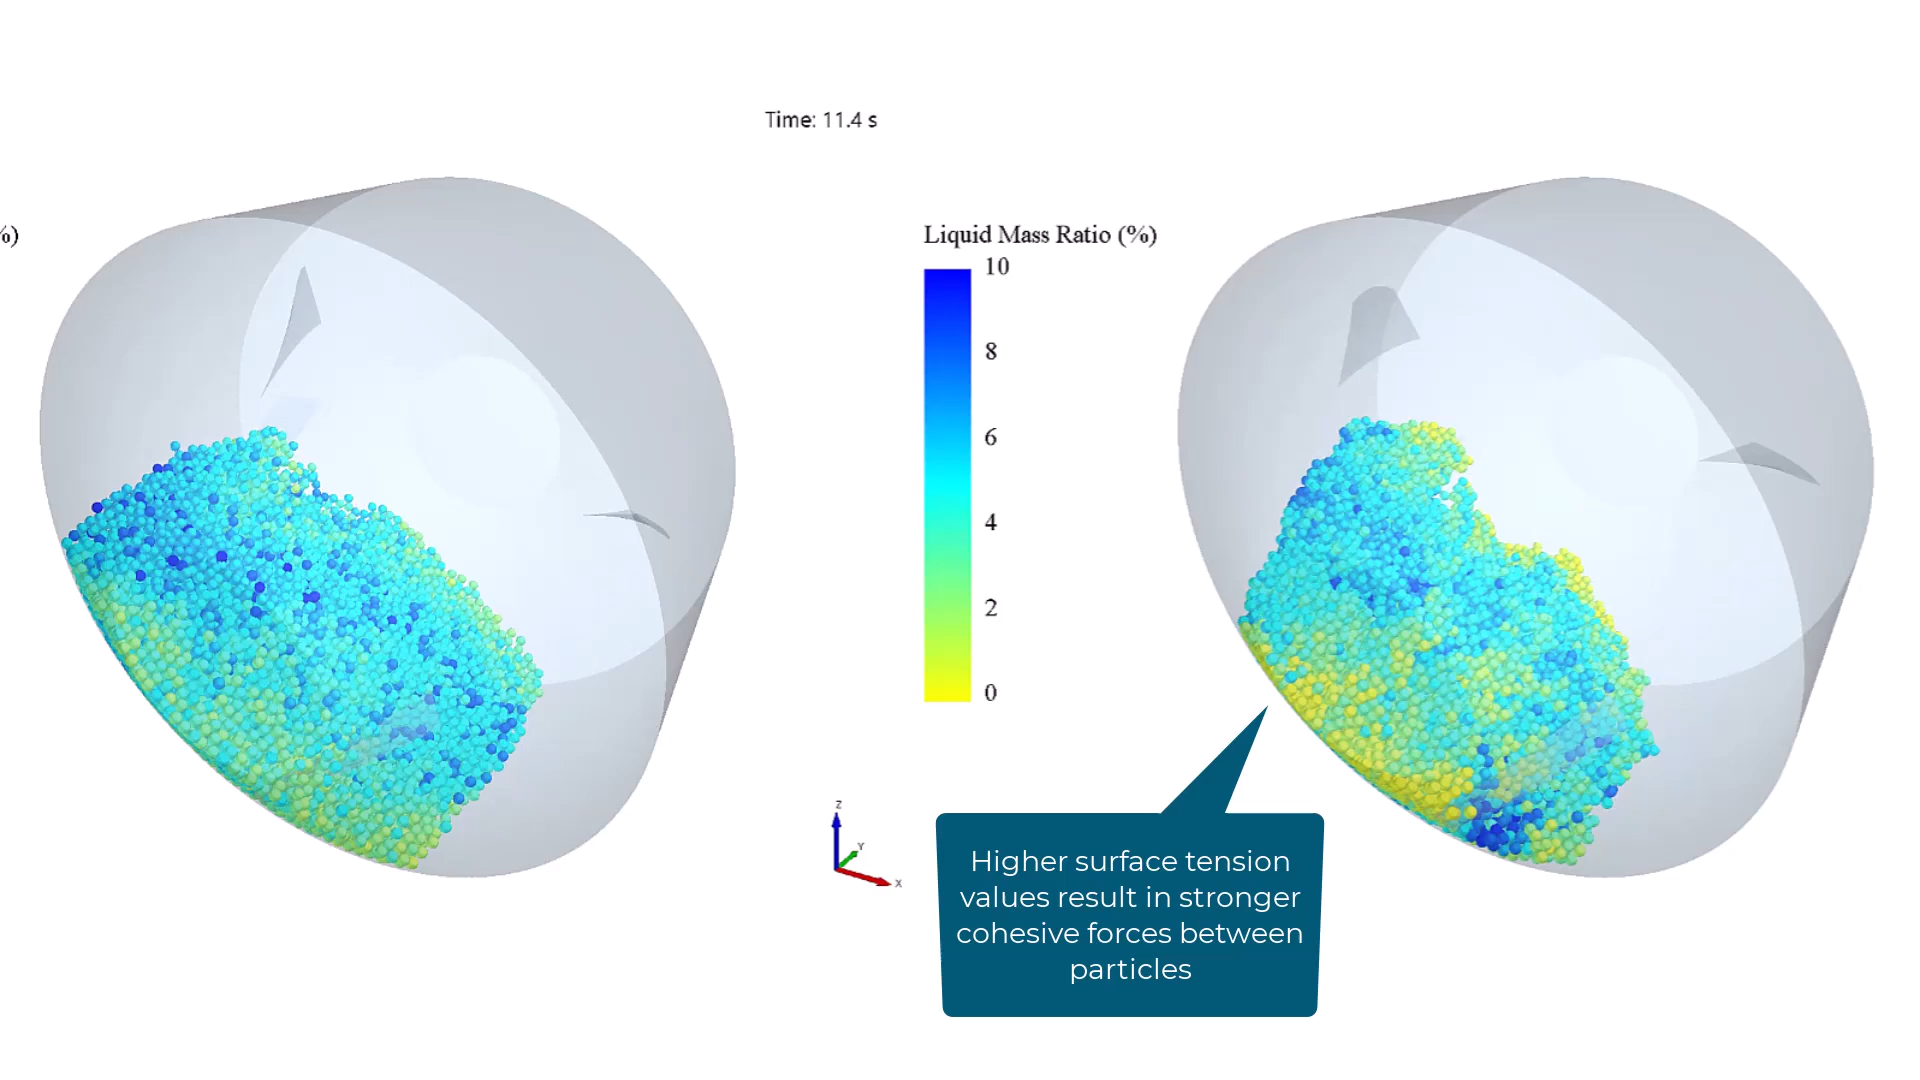 Time: 11.4 s
%)
Liquid Mass Ratio (%)
10
8
6
4
2
0
Z
Y
X
Higher surface tension
values result in stronger
cohesive forces between
particles